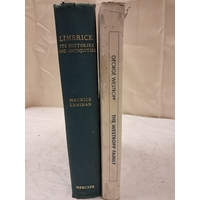 LIMERICK
ITS HISTORIES
AND ANTIQUITIES
MAURICE
LENIHAN
MERCIER
GEORGE WESTROPP
THE WESTROPP FAMILY